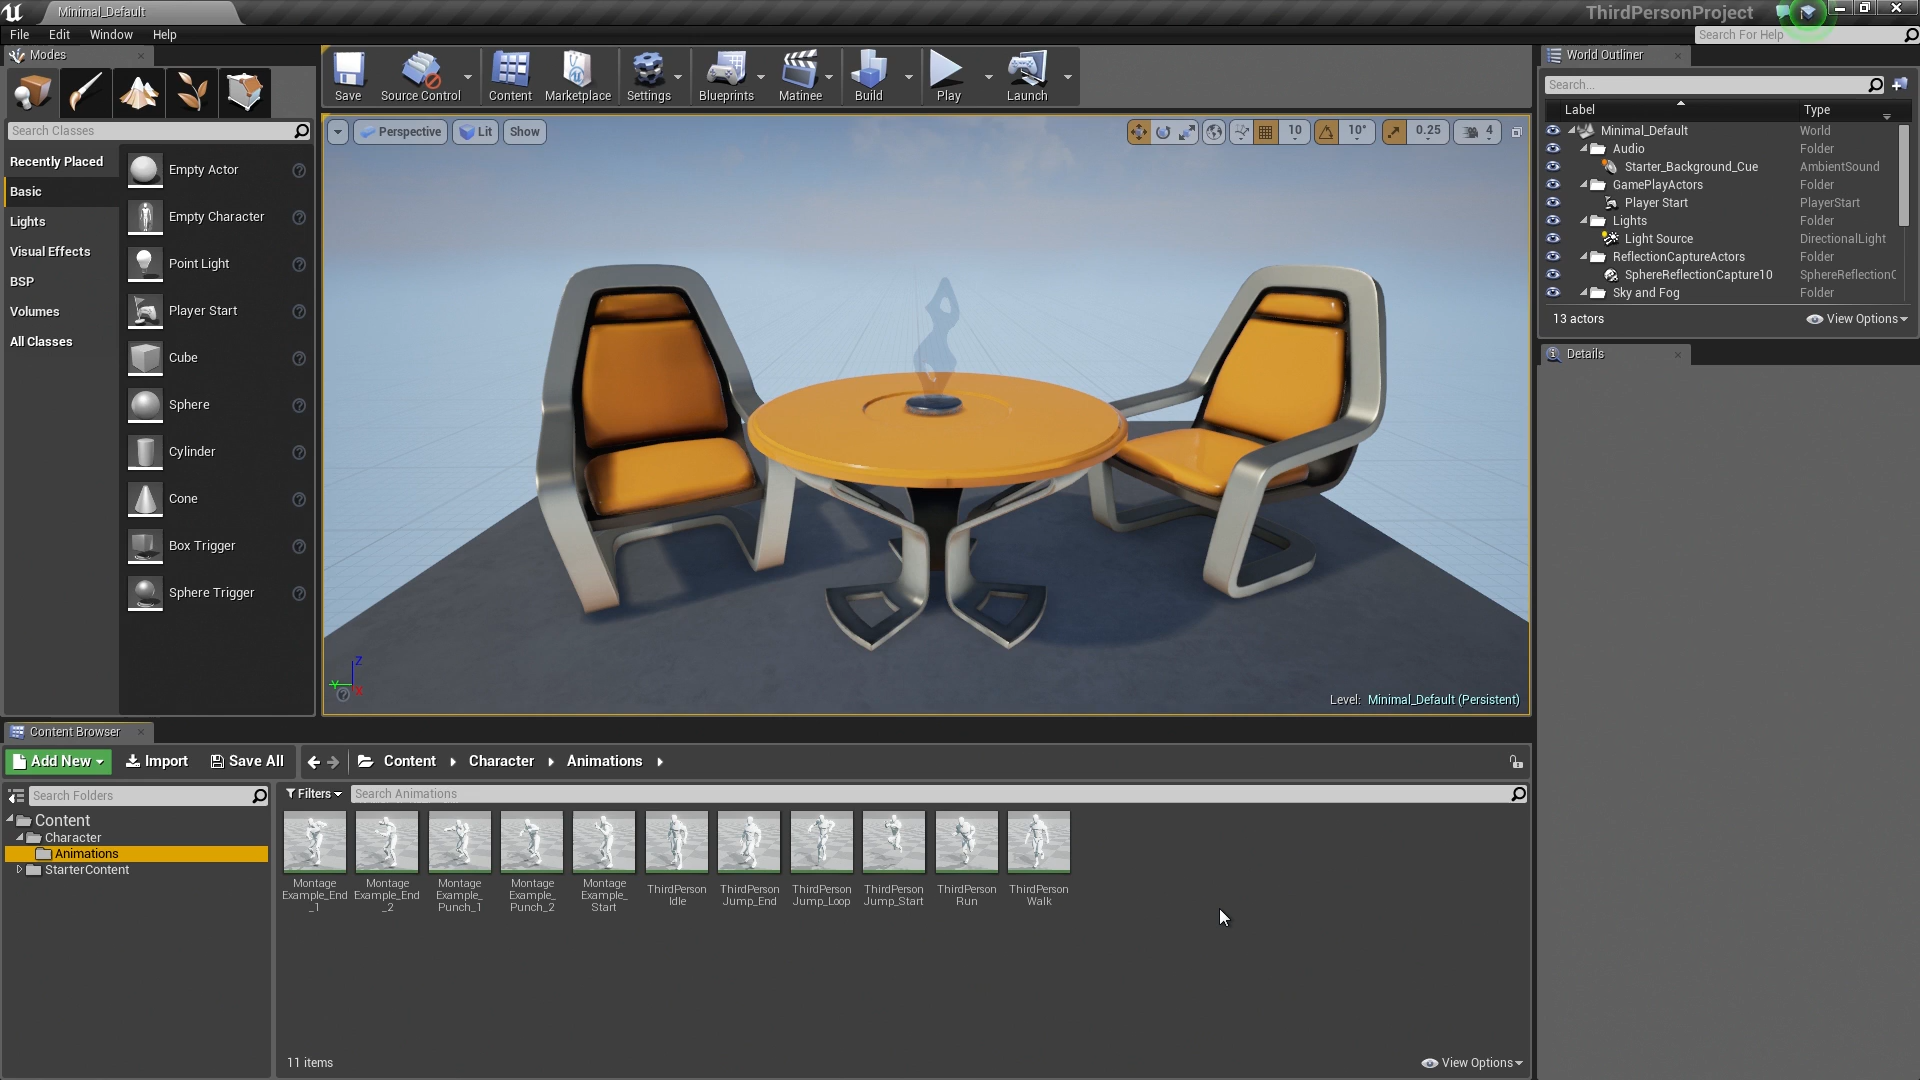 Minimal_Default
ThirdPersonProject
File Edit Window Help
Search For Help
Modes
Save
Source Control
Content
Marketplace
Settings
Blueprints
Matinee
Build
Play
Launch
World Outliner
Search...
Label Type
Minimal_Default World
Audio Folder
Starter_Background_Cue AmbientSound
GamePlayActors Folder
Player Start PlayerStart
Lights Folder
Light Source DirectionalLight
ReflectionCaptureActors Folder
SphereReflectionCapture10 SphereReflectionC
Sky and Fog Folder
13 actors
View Options
Details
Search Classes
Recently Placed
Basic
Lights
Visual Effects
BSP
Volumes
All Classes
Empty Actor
Empty Character
Point Light
Player Start
Cube
Sphere
Cylinder
Cone
Box Trigger
Sphere Trigger
Perspective
Lit
Show
10
10°
0.25
4
Z
Y
X
Level: Minimal_Default (Persistent)
Content Browser
Add New
Import
Save All
Content
Character
Animations
Search Folders
Content
Character
Animations
StarterContent
Filters
Search Animations
Montage
Example_End
_1
Montage
Example_End
_2
Montage
Example_
Punch_1
Montage
Example_
Punch_2
Montage
Example_
Start
ThirdPerson
Idle
ThirdPerson
Jump_End
ThirdPerson
Jump_Loop
ThirdPerson
Jump_Start
ThirdPerson
Run
ThirdPerson
Walk
11 items
View Options